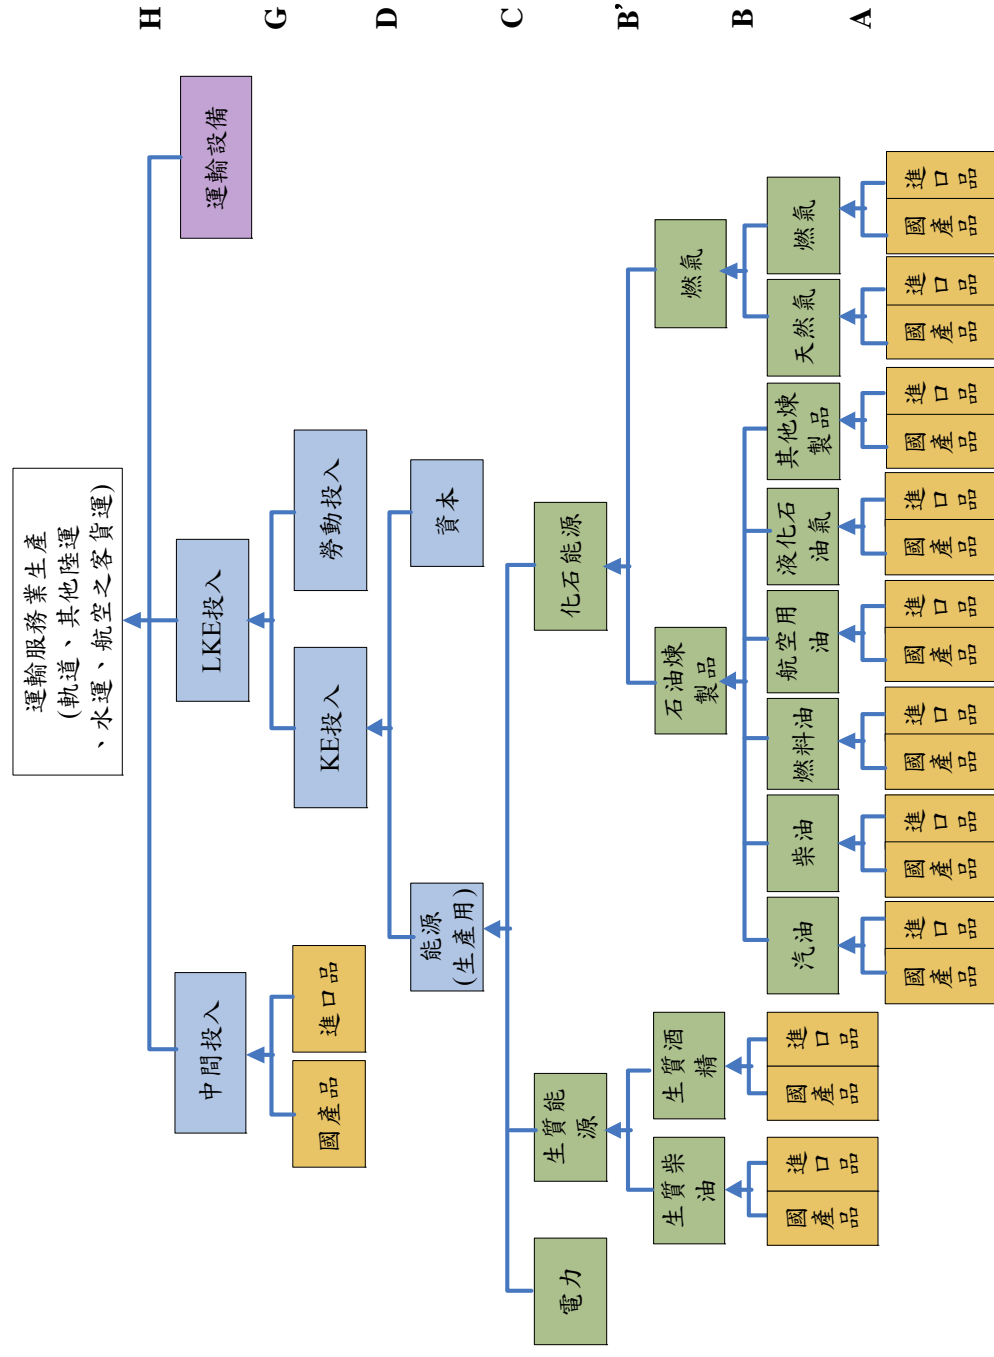 運輸服務業生產
(軌道、其他陸運
、水運、航空之客貨運)
H
中間投入
LKE投入
運輸設備
G
國產品
進口品
KE投入
勞動投入
D
能源
(生產用)
資本
C
電力
生質能
源
化石能源
B’
生質柴
油
生質酒
精
石油煉
製品
燃氣
B
國產品
進口品
國產品
進口品
汽油
柴油
燃料油
航空用
油
液化石
油氣
其他煉
製品
天然氣
燃氣
A
國產品
進口品
國產品
進口品
國產品
進口品
國產品
進口品
國產品
進口品
國產品
進口品
國產品
進口品
國產品
進口品